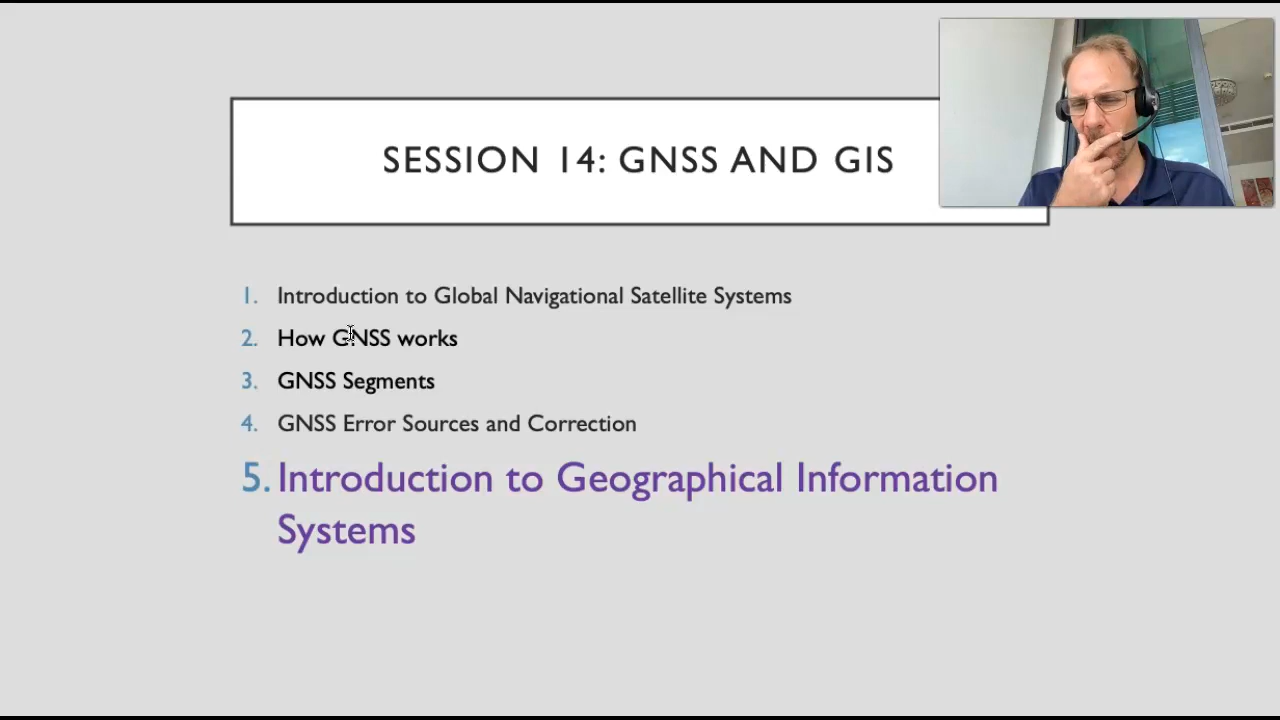 SESSION 14: GNSS AND GIS
1. Introduction to Global Navigational Satellite Systems
2. How GNSS works
3. GNSS Segments
4. GNSS Error Sources and Correction
5. Introduction to Geographical Information
Systems